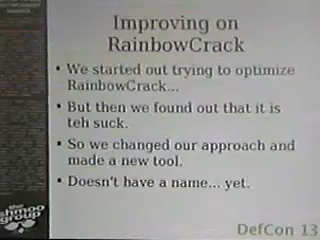 Improving on
RainbowCrack
• We started out trying to optimize
RainbowCrack...
• But then we found out that it is
teh suck.
• So we changed our approach and
made a new tool.
• Doesn't have a name... yet.
the
shmoo
group
DefCon 13